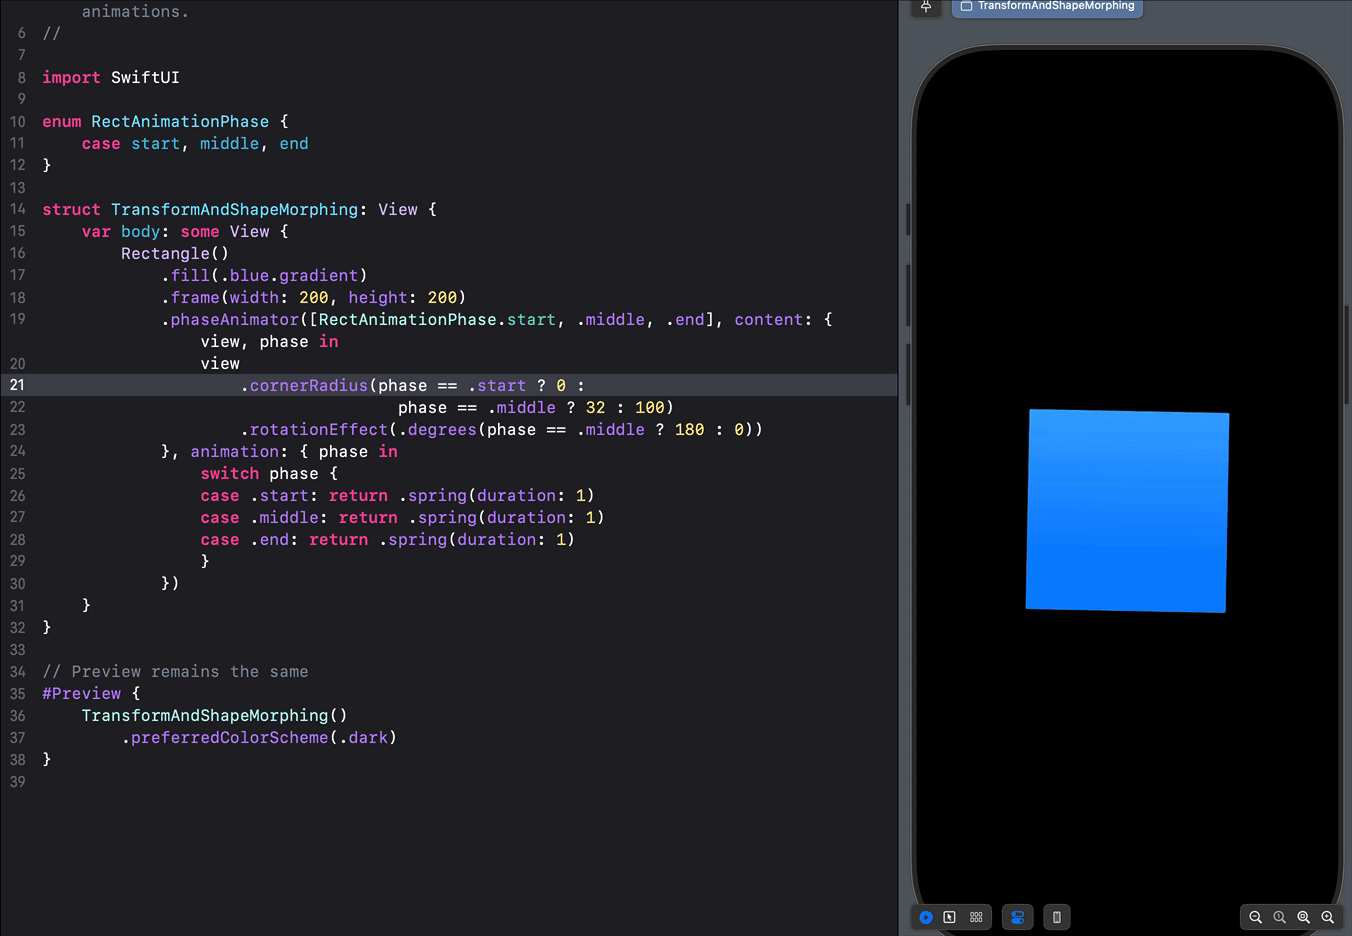 animations.
TransformAndShapeMorphing
6 //
7
8 import SwiftUI
9
10 enum RectAnimationPhase {
11     case start, middle, end
12 }
13
14 struct TransformAndShapeMorphing: View {
15     var body: some View {
16         Rectangle()
17             .fill(.blue.gradient)
18             .frame(width: 200, height: 200)
19             .phaseAnimator([RectAnimationPhase.start, .middle, .end], content: {
                view, phase in
20                 view
21                     .cornerRadius(phase == .start ? 0 :
22                                     phase == .middle ? 32 : 100)
23                     .rotationEffect(.degrees(phase == .middle ? 180 : 0))
24             }, animation: { phase in
25                 switch phase {
26                 case .start: return .spring(duration: 1)
27                 case .middle: return .spring(duration: 1)
28                 case .end: return .spring(duration: 1)
29                 }
30             })
31     }
32 }
33
34 // Preview remains the same
35 #Preview {
36     TransformAndShapeMorphing()
37         .preferredColorScheme(.dark)
38 }
39